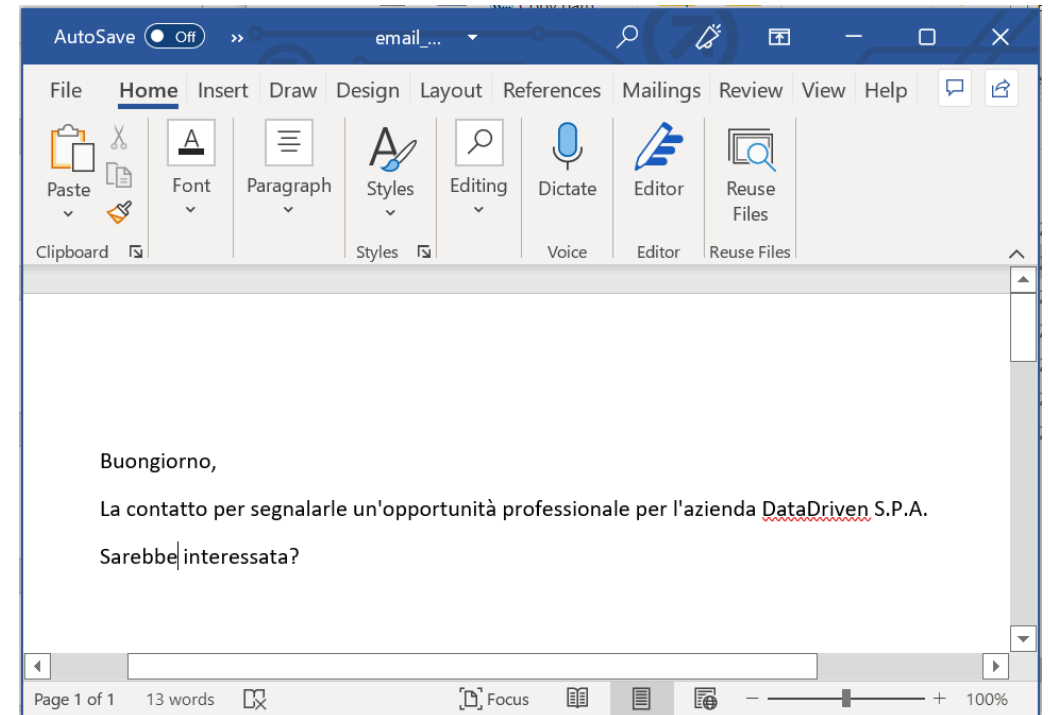 AutoSave Off » email_...
File Home Insert Draw Design Layout References Mailings Review View Help
Paste Font Paragraph Styles Editing Dictate Editor Reuse Files
Clipboard Styles Voice Editor Reuse Files
Buongiorno,
La contatto per segnalarle un'opportunità professionale per l'azienda DataDriven S.P.A.
Sarebbe interessata?
Page 1 of 1 13 words Focus 100%